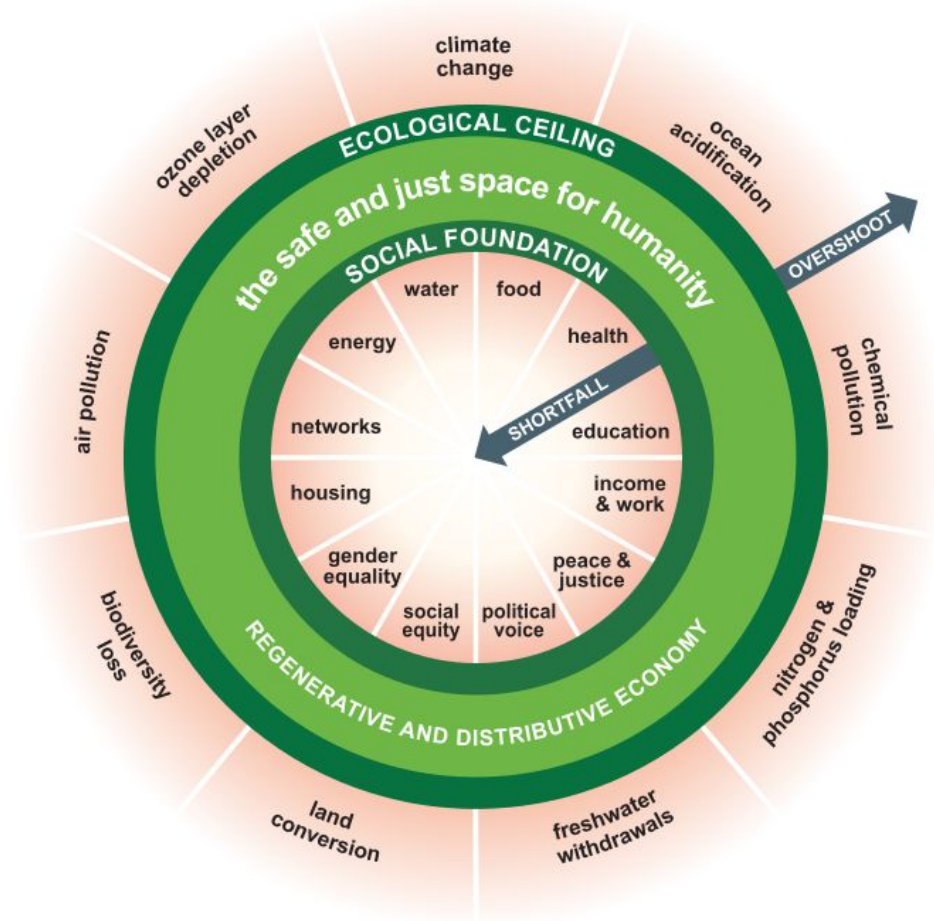 climate
change
ocean
acidification
chemical
pollution
nitrogen &
phosphorus loading
freshwater
withdrawals
land
conversion
biodiversity
loss
air pollution
ozone layer
depletion
ECOLOGICAL CEILING
OVERSHOOT
the safe and just space for humanity
SOCIAL FOUNDATION
water
food
health
SHORTFALL
education
income
& work
peace &
justice
political
voice
social
equity
gender
equality
housing
networks
energy
REGENERATIVE AND DISTRIBUTIVE ECONOMY